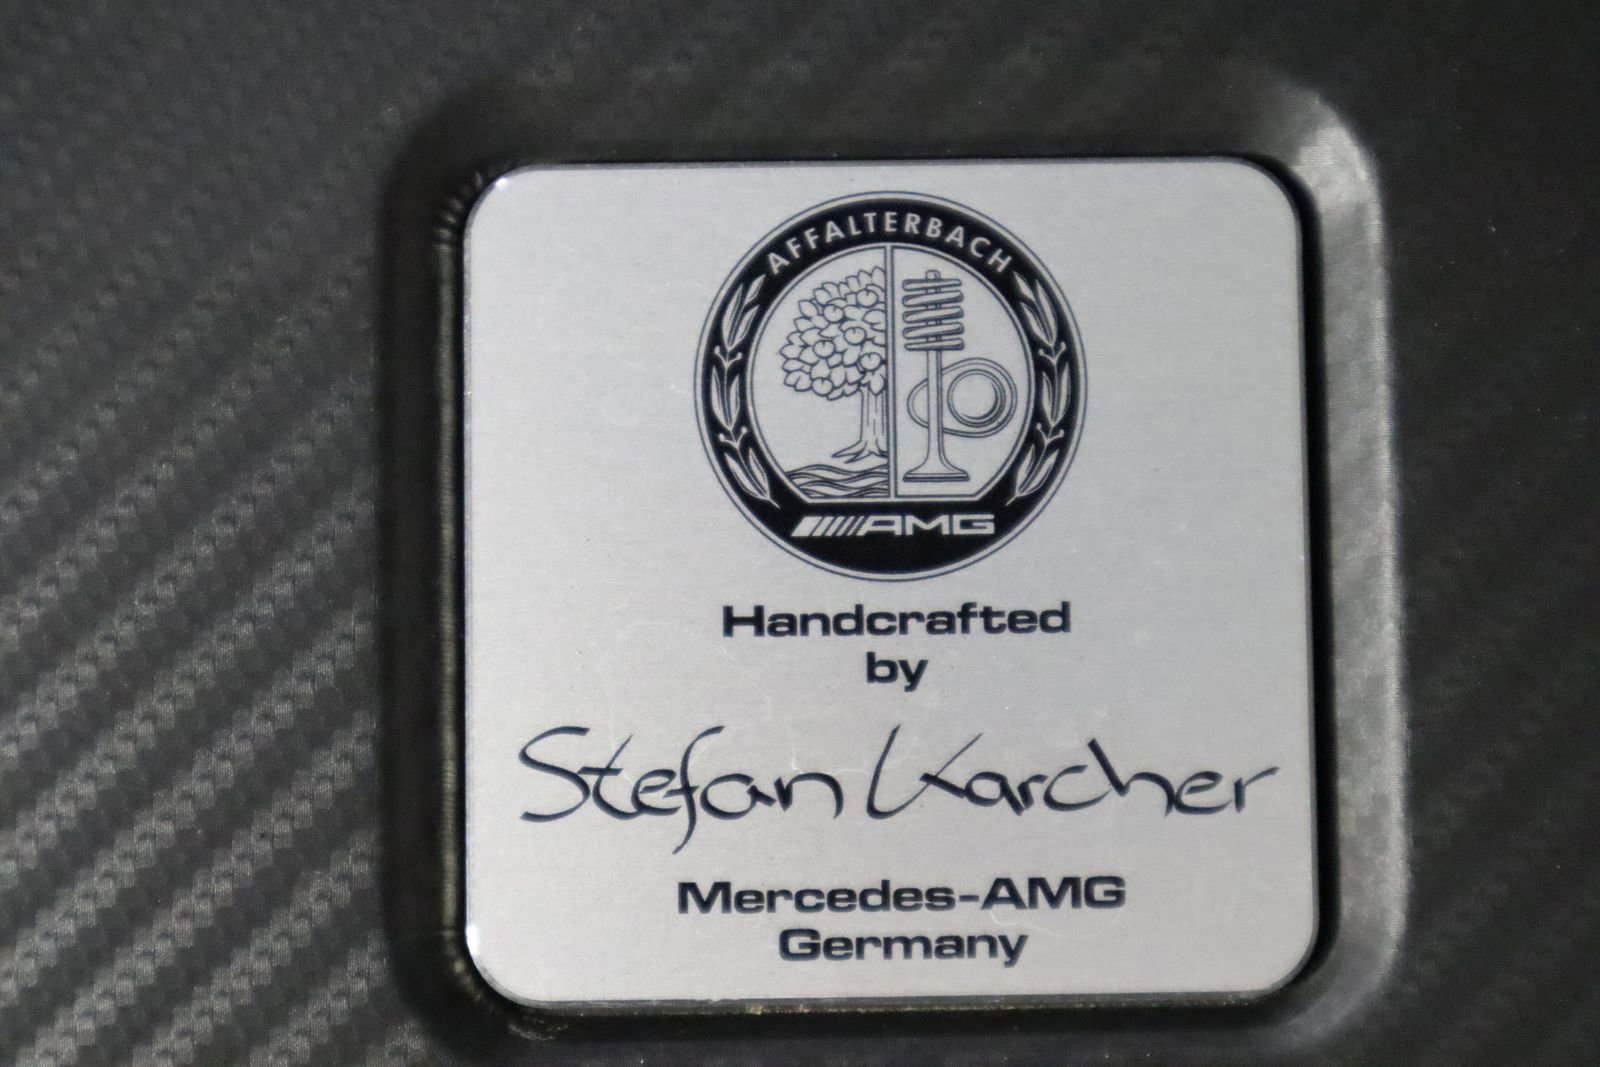 AFFALTERBACH
AMG
Handcrafted
by
Stefan Karcher
Mercedes-AMG
Germany